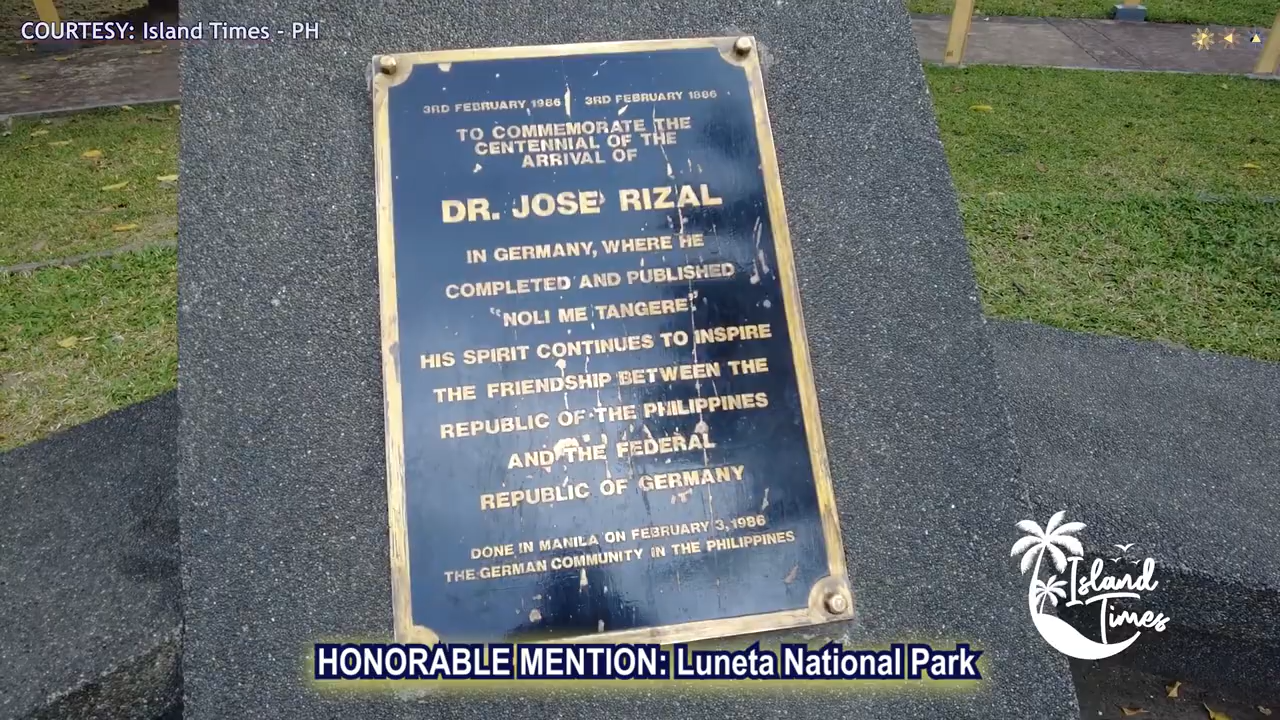 COURTESY: Island Times - PH
3RD FEBRUARY 1986 3RD FEBRUARY 1886
TO COMMEMORATE THE
CENTENNIAL OF THE
ARRIVAL OF
DR. JOSE RIZAL
IN GERMANY, WHERE HE
COMPLETED AND PUBLISHED
"NOLI ME TANGERE"
HIS SPIRIT CONTINUES TO INSPIRE
THE FRIENDSHIP BETWEEN THE
REPUBLIC OF THE PHILIPPINES
AND THE FEDERAL
REPUBLIC OF GERMANY
DONE IN MANILA ON FEBRUARY 3, 1986
THE GERMAN COMMUNITY IN THE PHILIPPINES
Island
Times
HONORABLE MENTION: Luneta National Park